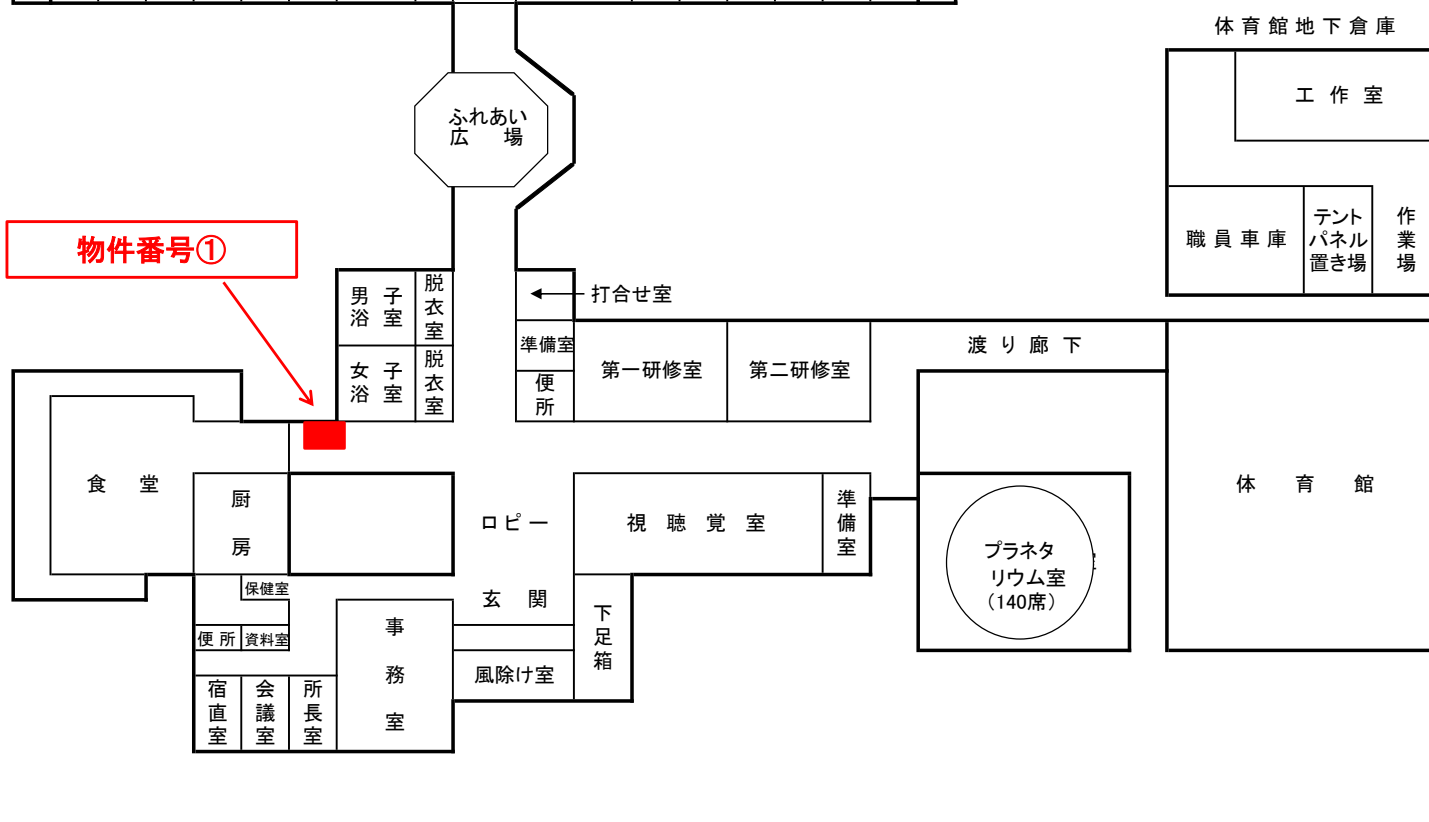 体育館地下倉庫
工作室
ふれあい
広場
物件番号①
職員車庫
テント
パネル
置き場
作業場
男子
浴室
脱衣室
打合せ室
準備室
女子
浴室
脱衣室
便所
第一研修室
第二研修室
渡り廊下
食堂
厨房
ロピー
視聴覚室
準備室
プラネタ
リウム室
（140席）
体育館
保健室
玄関
下足箱
便所
資料室
事務室
風除け室
宿直室
会議室
所長室